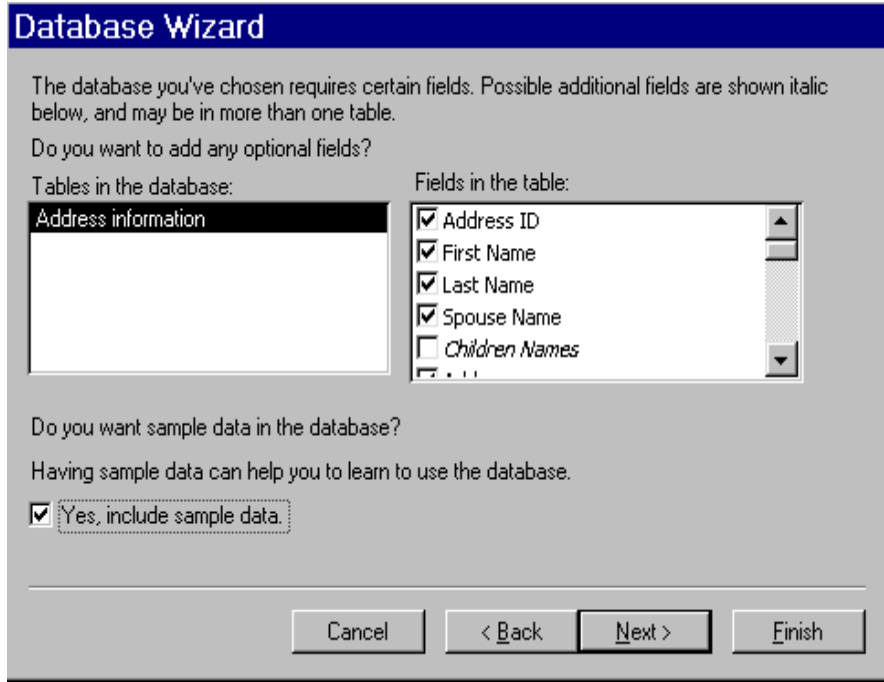 Database Wizard
The database you've chosen requires certain fields. Possible additional fields are shown italic
below, and may be in more than one table.
Do you want to add any optional fields?
Tables in the database:
Address information
Fields in the table:
Address ID
First Name
Last Name
Spouse Name
Children Names
Do you want sample data in the database?
Having sample data can help you to learn to use the database.
Yes, include sample data.
Cancel
< Back
Next >
Finish